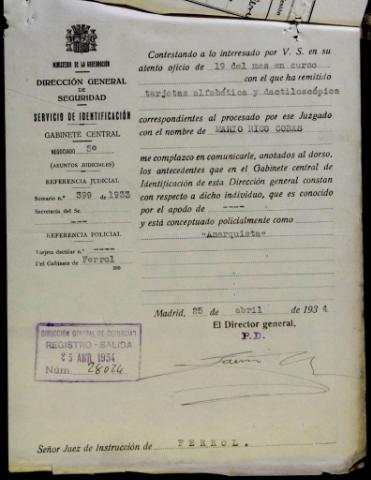 MINISTERIO DE LA GOBERNACIÓN
DIRECCIÓN GENERAL
DE
SEGURIDAD
SERVICIO DE IDENTIFICACIÓN
GABINETE CENTRAL
NEGOCIADO 5º
(ASUNTOS JUDICIALES)
REFERENCIA JUDICIAL
Sumario n.º 399 de 1933
Secretaría del Sr.
----
REFERENCIA POLICIAL
Tarjeta dactilar n.º ----
Del Gabinete de Ferrol
Contestando a lo interesado por V. S. en su
atento oficio de 19 del mes en curso
con el que ha remitido
tarjetas alfabética y dactiloscópica
correspondientes al procesado por ese Juzgado
con el nombre de MARIO RICO COBAS
me complazco en comunicarle, anotados al dorso,
los antecedentes que en el Gabinete central de
Identificación de esta Dirección general constan
con respecto a dicho individuo, que es conocido
por el apodo de ----
y está conceptuado policialmente como
"Anarquista"
Madrid, 25 de abril de 1934
El Director general,
P.D.
DIRECCIÓN GENERAL DE SEGURIDAD
REGISTRO - SALIDA
25 ABR 1934
Núm. 28024
Señor Juez de Instrucción de FERROL.